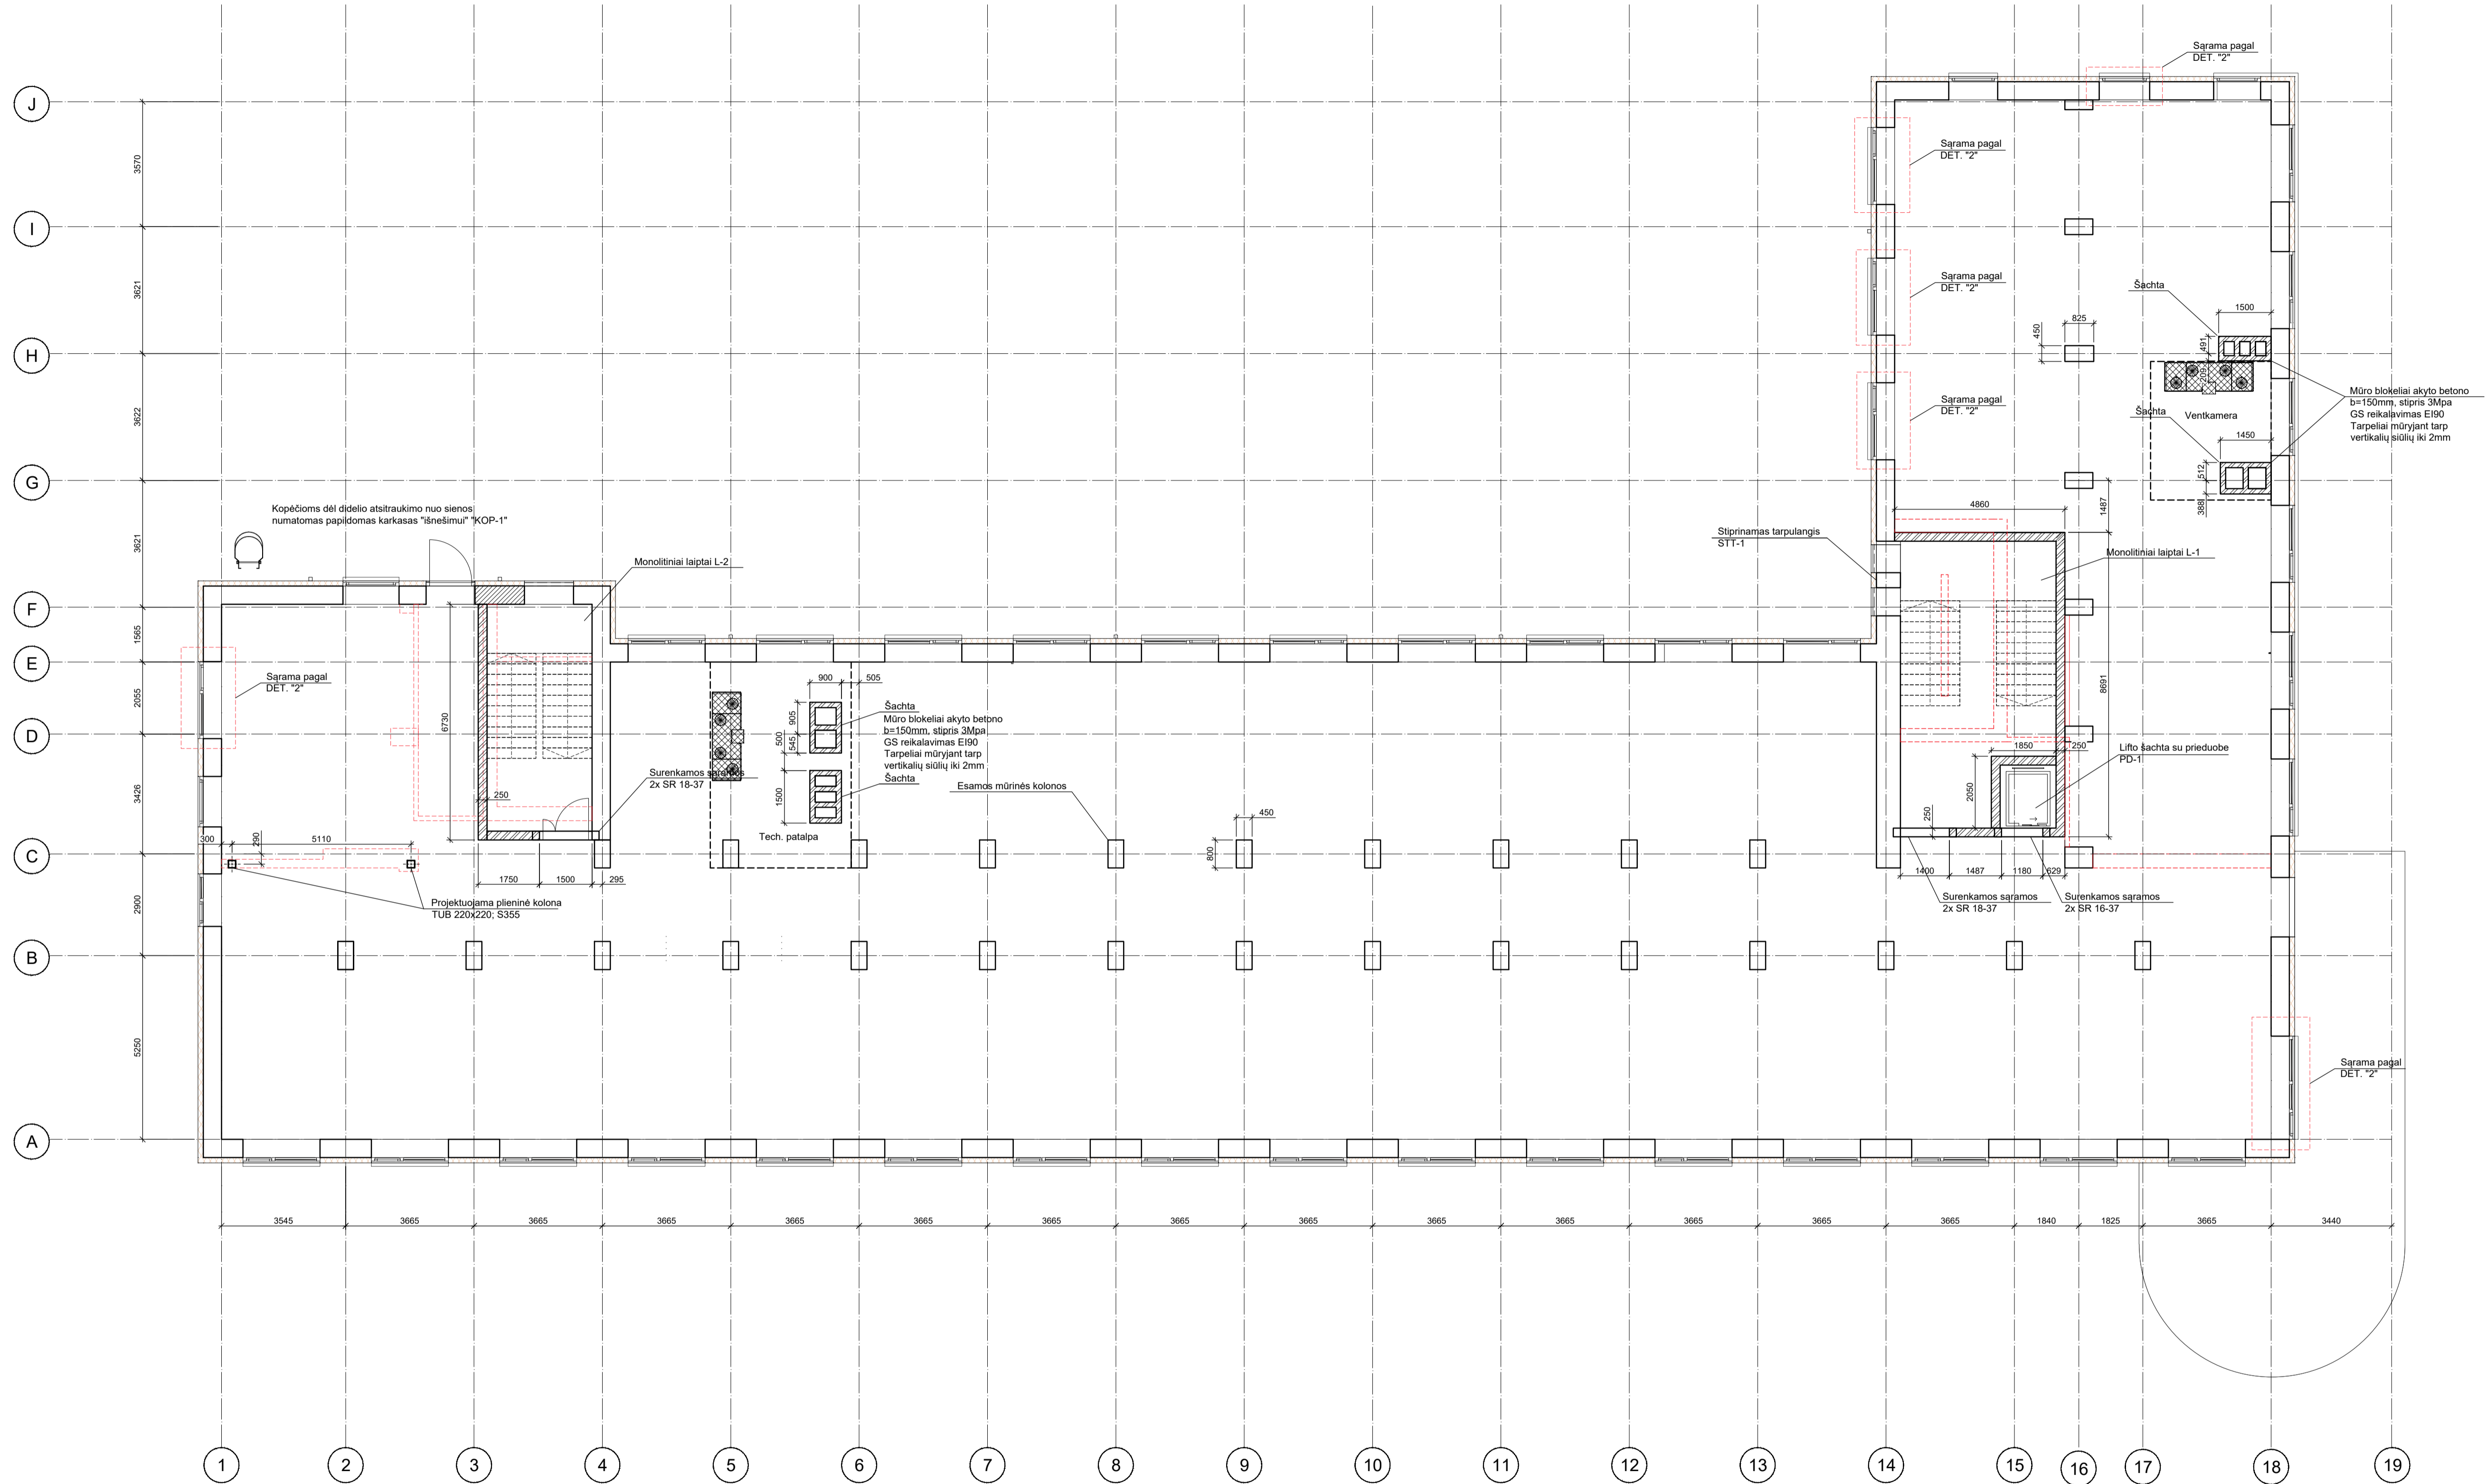 Sąrama pagal
DET. "2"
J
Sąrama pagal
DET. "2"
3570
I
Sąrama pagal
DET. "2"
3621
Šachta
1500
825
450
491
H
Sąrama pagal
DET. "2"
3622
209
Šachta
Ventkamera
Mūro blokeliai akyto betono
b=150mm, stipris 3Mpa
GS reikalavimas EI90
Tarpeliai mūryjant tarp
vertikalių siūlių iki 2mm
1450
512
388
G
Kopėčioms dėl didelio atsitraukimo nuo sienos
numatomas papildomas karkasas "išnešimui" "KOP-1"
4860
1487
Stiprinamas tarpulangis
STT-1
Monolitiniai laiptai L-1
3621
Monolitiniai laiptai L-2
F
1565
E
Sąrama pagal
DET. "2"
2055
6730
900
505
905
500
545
Šachta
Mūro blokeliai akyto betono
b=150mm, stipris 3Mpa
GS reikalavimas EI90
Tarpeliai mūryjant tarp
vertikalių siūlių iki 2mm
Šachta
8691
D
1850
250
Lifto šachta su prieduobe
PD-1
Surenkamos sąramos
2x SR 18-37
Esamos mūrinės kolonos
3426
250
1500
2050
250
450
800
Tech. patalpa
300
290
5110
C
1750
1500
295
1400
1487
1180
629
Projektuojama plieninė kolona
TUB 220x220; S355
Surenkamos sąramos
2x SR 18-37
Surenkamos sąramos
2x SR 16-37
2900
B
5250
Sąrama pagal
DET. "2"
A
3545
3665
3665
3665
3665
3665
3665
3665
3665
3665
3665
3665
3665
3665
1840
1825
3665
3440
1
2
3
4
5
6
7
8
9
10
11
12
13
14
15
16
17
18
19